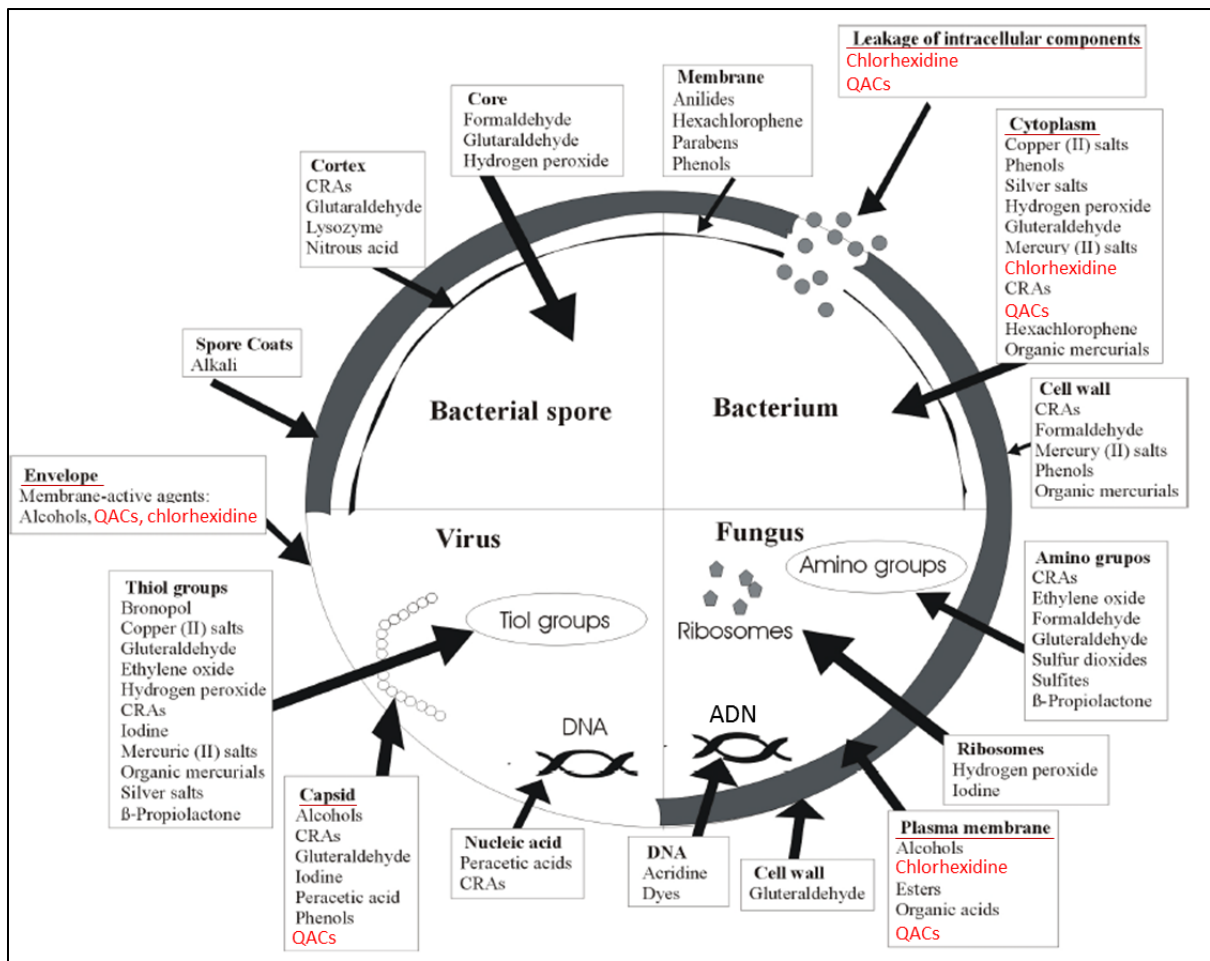 Leakage of intracellular components
Chlorhexidine
QACs
Membrane
Anilides
Hexachlorophene
Parabens
Phenols
Core
Formaldehyde
Glutaraldehyde
Hydrogen peroxide
Cytoplasm
Copper (II) salts
Phenols
Silver salts
Hydrogen peroxide
Gluteraldehyde
Mercury (II) salts
Chlorhexidine
CRAs
QACs
Hexachlorophene
Organic mercurials
Cortex
CRAs
Glutaraldehyde
Lysozyme
Nitrous acid
Spore Coats
Alkali
Bacterial spore
Bacterium
Cell wall
CRAs
Formaldehyde
Mercury (II) salts
Phenols
Organic mercurials
Envelope
Membrane-active agents:
Alcohols, QACs, chlorhexidine
Virus
Fungus
Amino groups
Tiol groups
Ribosomes
Amino grupos
CRAs
Ethylene oxide
Formaldehyde
Gluteraldehyde
Sulfur dioxides
Sulfites
ß-Propiolactone
Thiol groups
Bronopol
Copper (II) salts
Gluteraldehyde
Ethylene oxide
Hydrogen peroxide
CRAs
Iodine
Mercuric (II) salts
Organic mercurials
Silver salts
ß-Propiolactone
DNA
ADN
Ribosomes
Hydrogen peroxide
Iodine
Capsid
Alcohols
CRAs
Gluteraldehyde
Iodine
Peracetic acid
Phenols
QACs
Nucleic acid
Peracetic acids
CRAs
DNA
Acridine
Dyes
Cell wall
Gluteraldehyde
Plasma membrane
Alcohols
Chlorhexidine
Esters
Organic acids
QACs